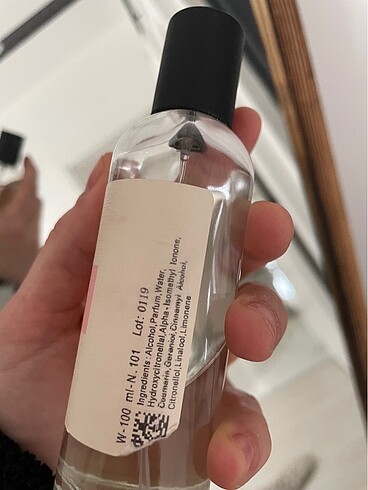 W-100 ml-N. 101 Lot: 0119
Ingredients: Alcohol, Parfum, Water,
Hydroxycitronellal, Alpha-Isomethyl Ionone,
Coumarin, Geraniol, Cinnamyl Alcohol,
Citronellol, Linalool, Limonene